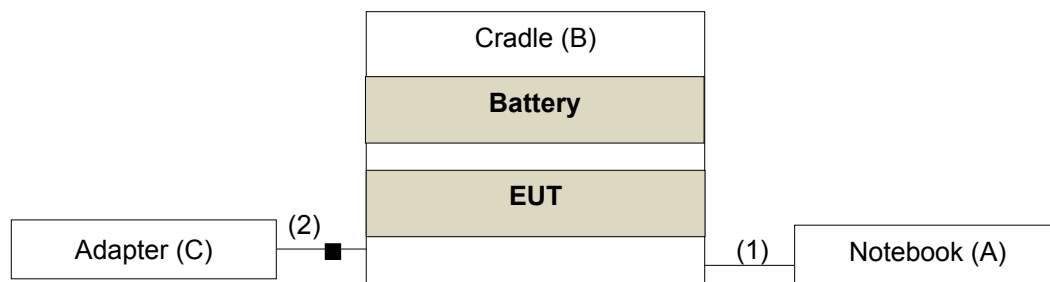 Cradle (B)
Battery
EUT
(2)
Adapter (C)
(1)
Notebook (A)